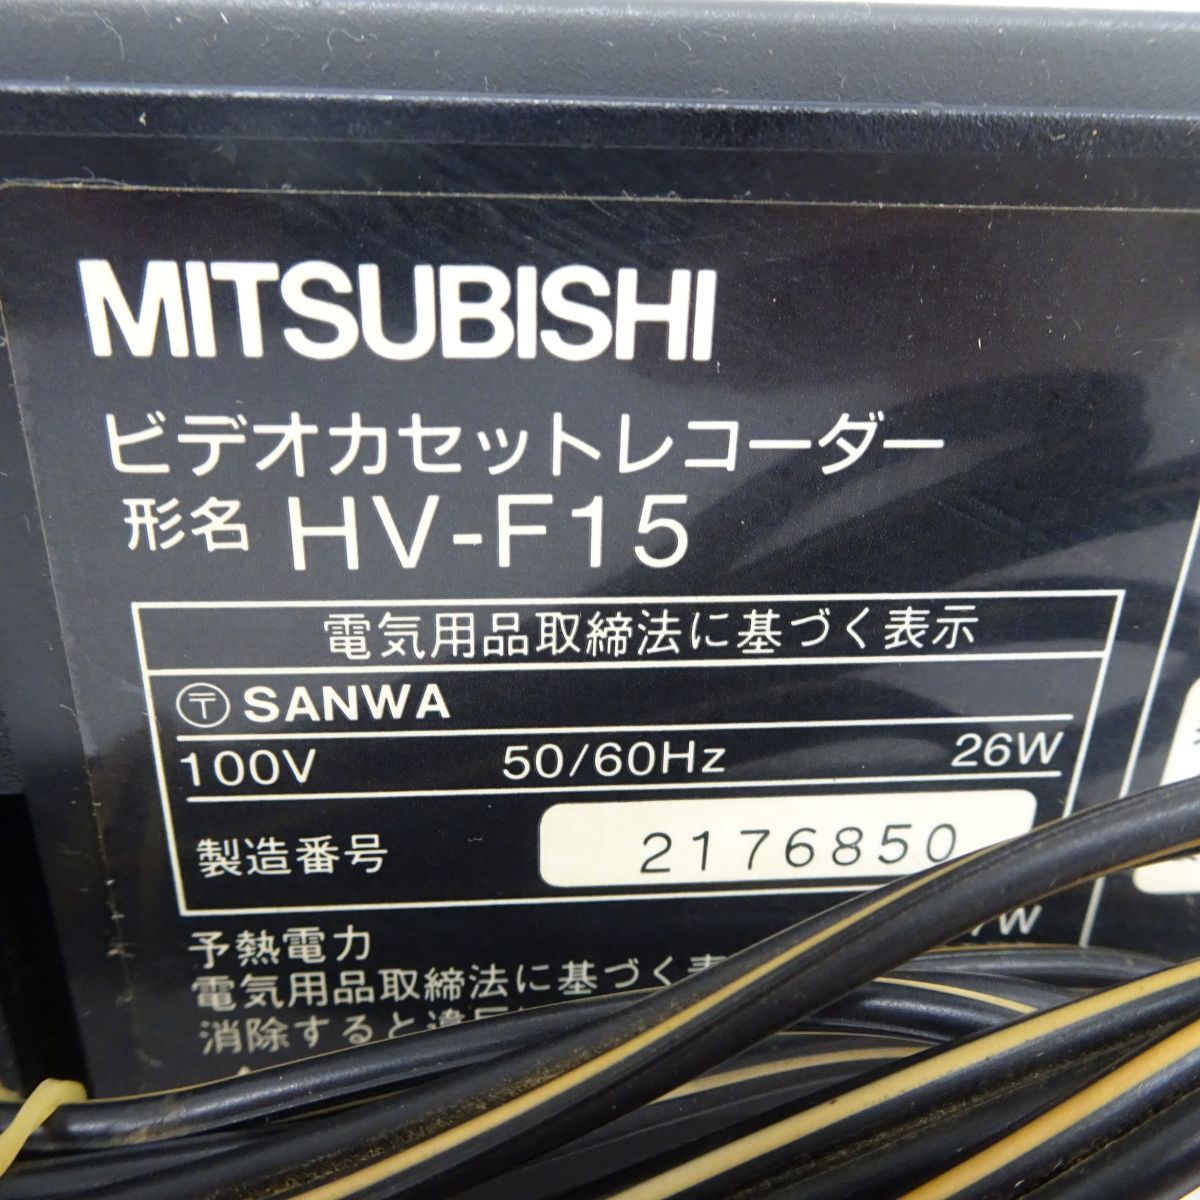 MITSUBISHI
ビデオカセットレコーダー
形名 HV-F15
電気用品取締法に基づく表示
〒 SANWA
100V 50/60Hz 26W
製造番号 2176850
予熱電力
電気用品取締法に基づく
消除すると